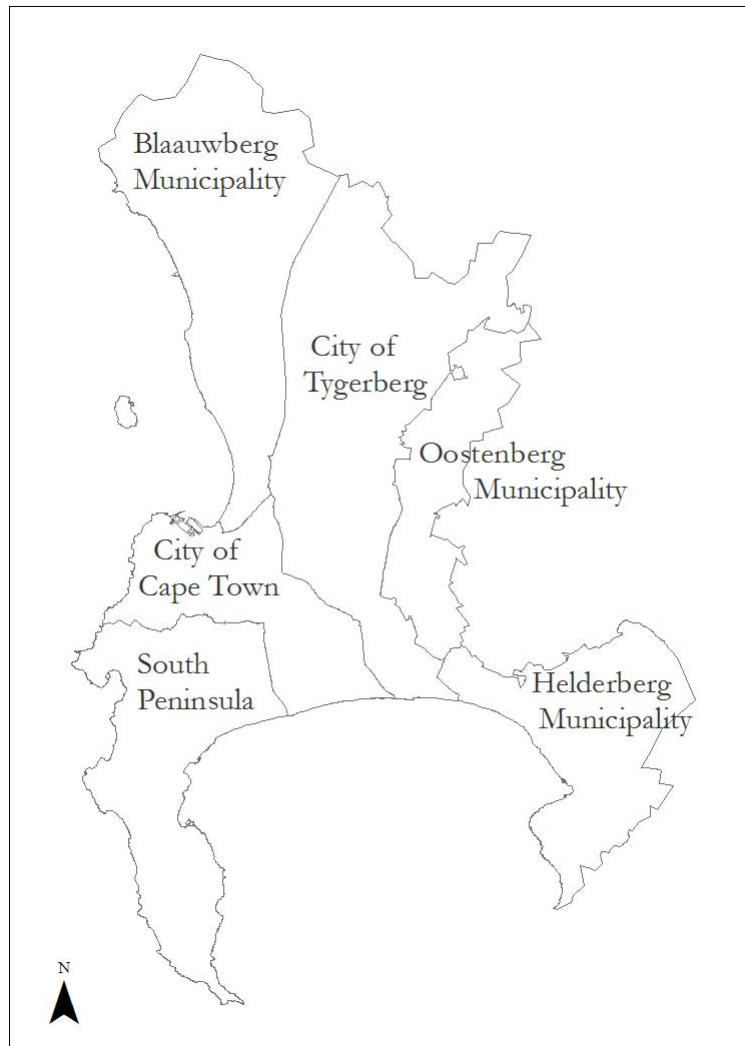 Blaauwberg
Municipality
City of
Tygerberg
Oostenberg
Municipality
City of
Cape Town
South
Peninsula
Helderberg
Municipality
N